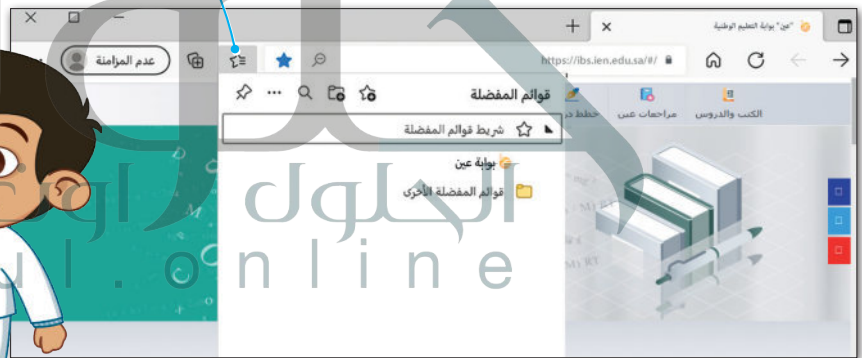 "عين" بوابة التعليم الوطنية
https://ibs.ien.edu.sa/#/
عدم المزامنة
الكتب والدروس
مراجعات عين
خطط
قوائم المفضلة
شريط قوائم المفضلة
بوابة عين
قوائم المفضلة الأخرى
الحلول
ul.online